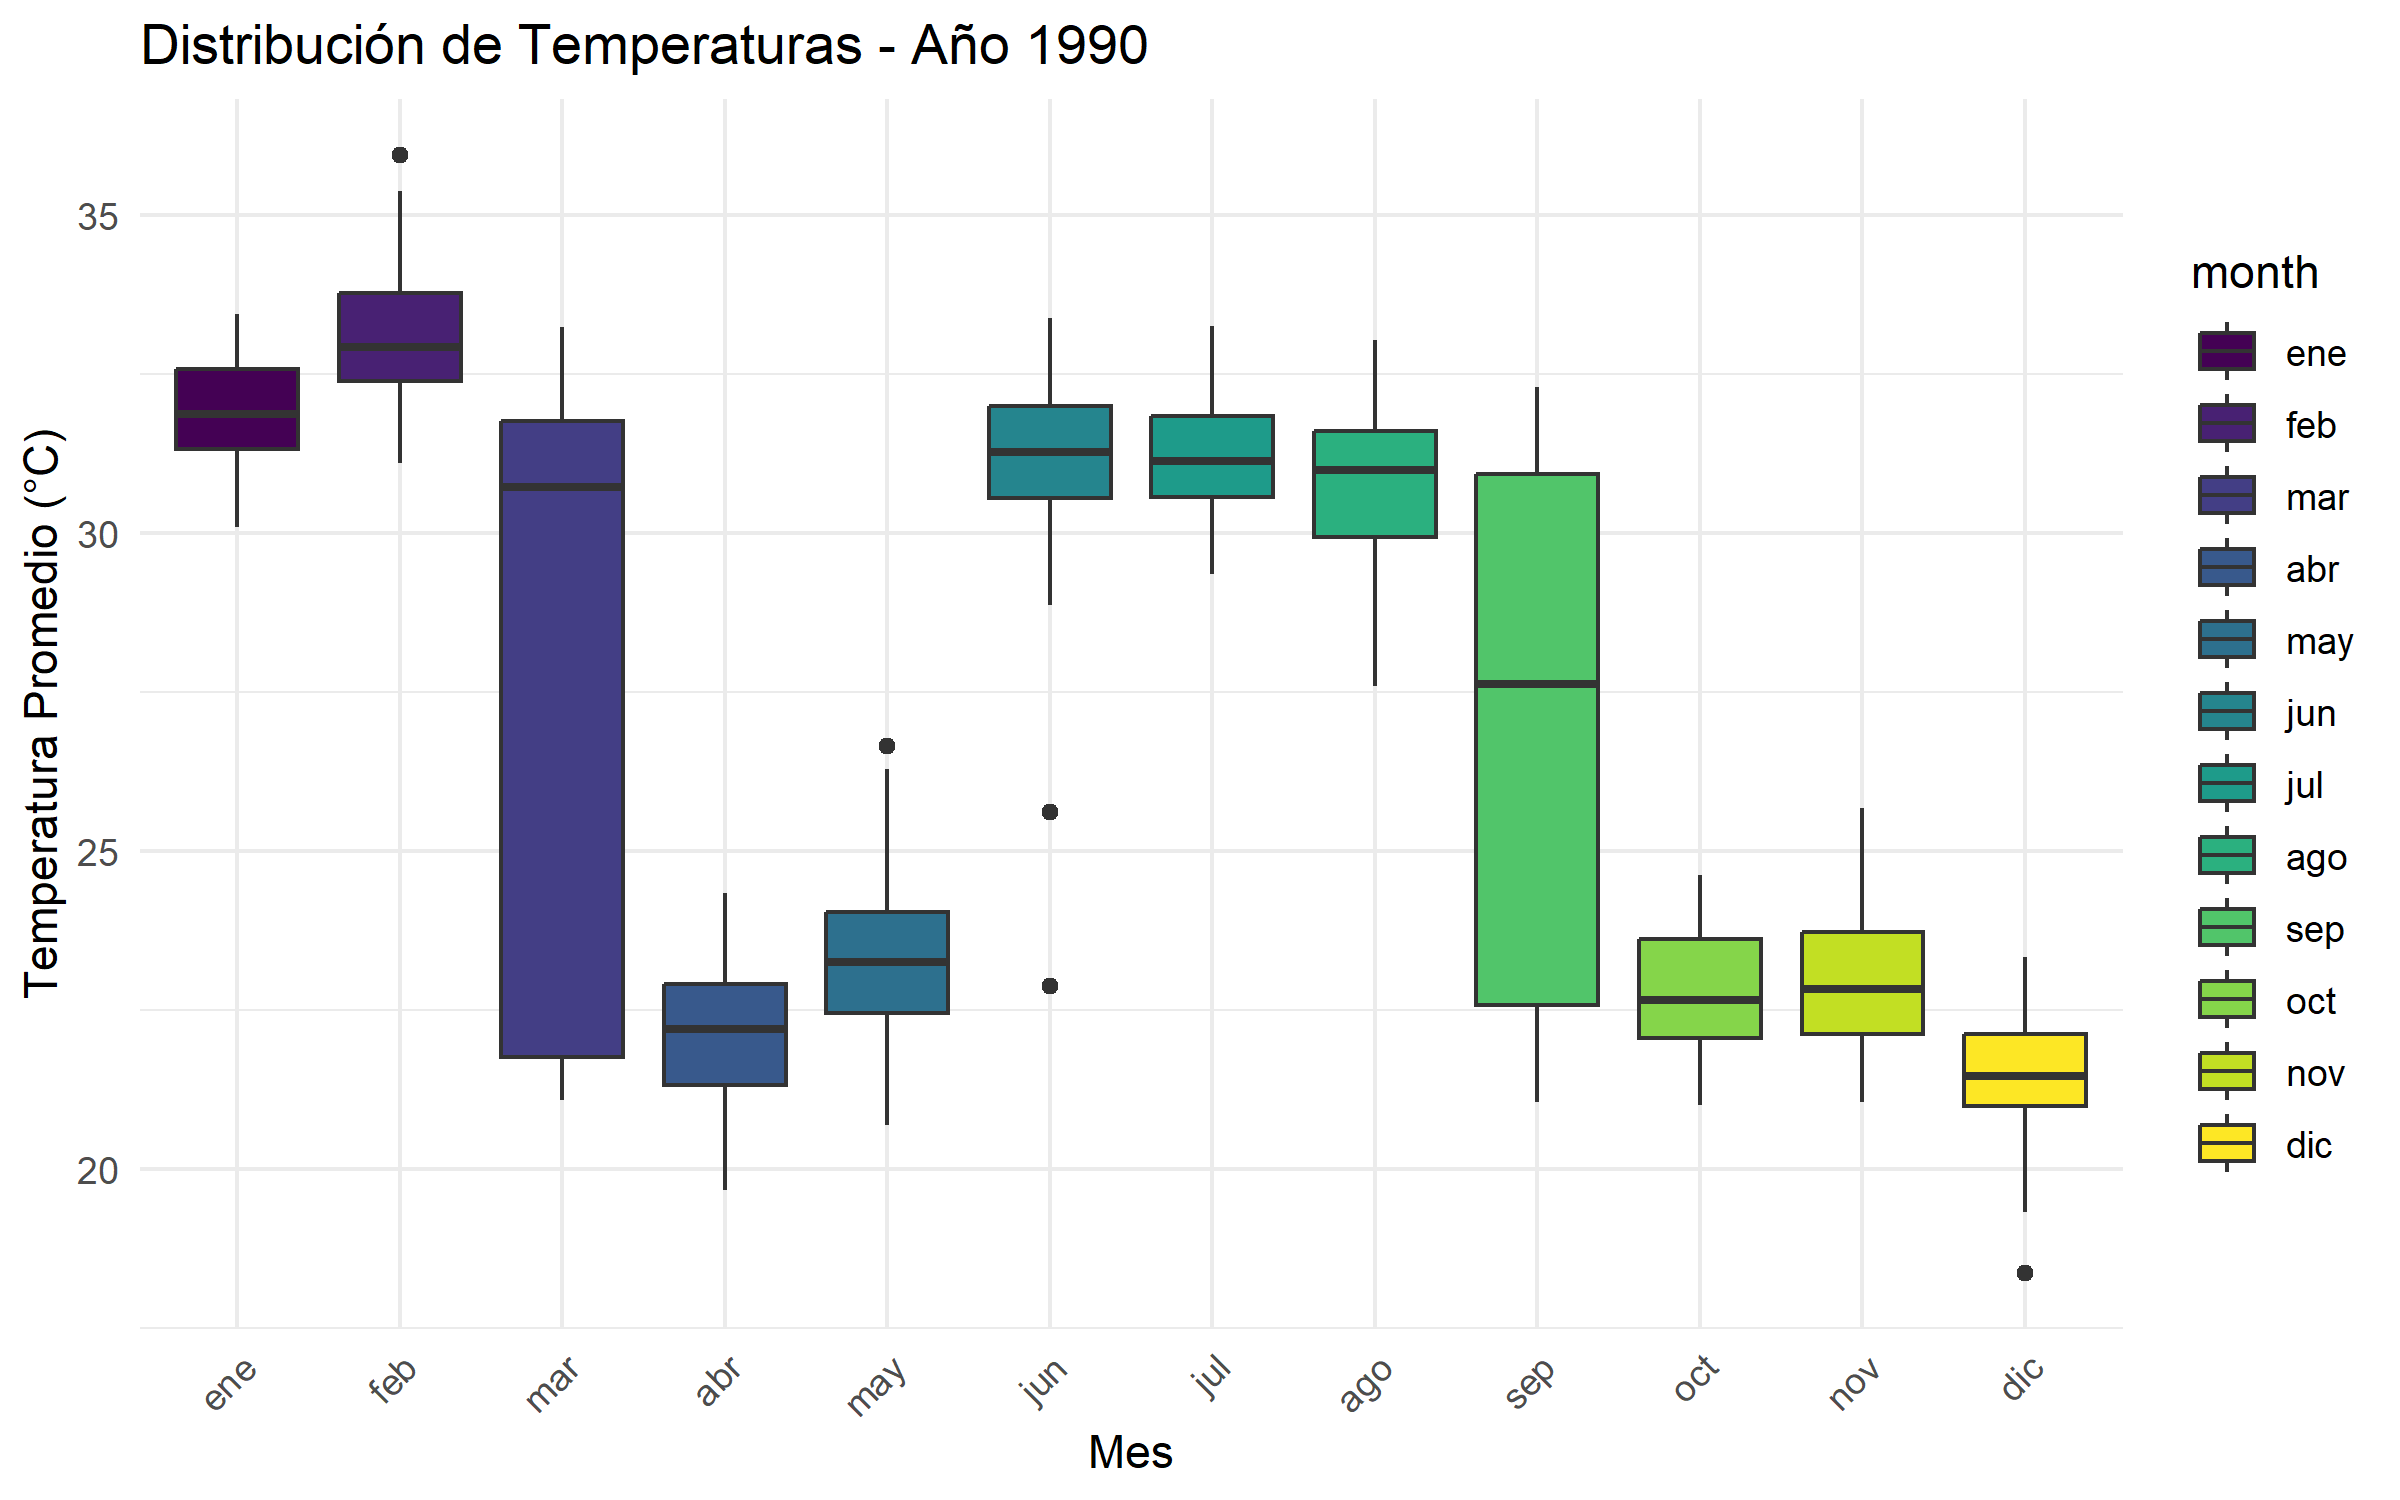 Distribución de Temperaturas - Año 1990
Temperatura Promedio (°C)
35
30
25
20
ene
feb
mar
abr
may
jun
jul
ago
sep
oct
nov
dic
Mes
month
ene
feb
mar
abr
may
jun
jul
ago
sep
oct
nov
dic